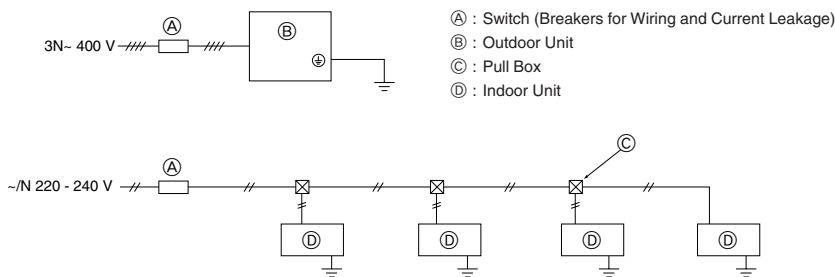 3N~ 400 V
Ⓐ
Ⓑ
Ⓐ : Switch (Breakers for Wiring and Current Leakage)
Ⓑ : Outdoor Unit
Ⓒ : Pull Box
Ⓓ : Indoor Unit
~/N 220 - 240 V
Ⓐ
Ⓒ
Ⓓ
Ⓓ
Ⓓ
Ⓓ